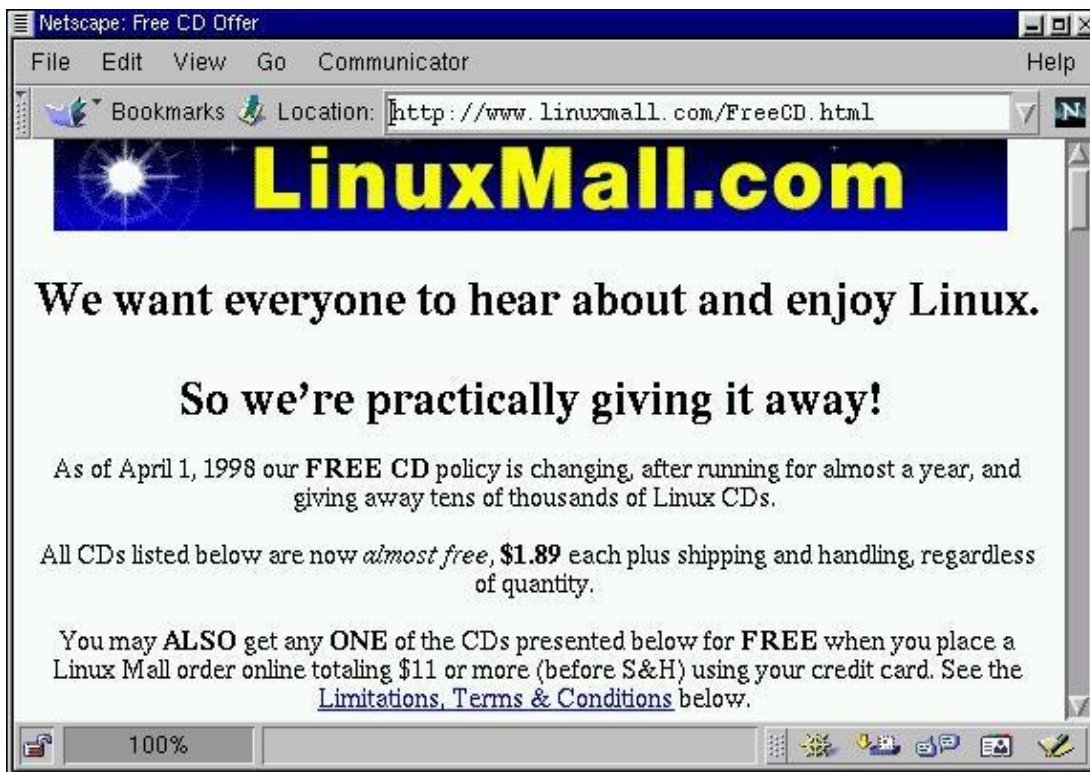 Netscape: Free CD Offer
File Edit View Go Communicator Help
Bookmarks Location: http://www.linuxmall.com/FreeCD.html N
LinuxMall.com
We want everyone to hear about and enjoy Linux.
So we're practically giving it away!
As of April 1, 1998 our FREE CD policy is changing, after running for almost a year, and
giving away tens of thousands of Linux CDs.
All CDs listed below are now almost free, $1.89 each plus shipping and handling, regardless
of quantity.
You may ALSO get any ONE of the CDs presented below for FREE when you place a
Linux Mall order online totaling $11 or more (before S&H) using your credit card. See the
Limitations, Terms & Conditions below.
100%